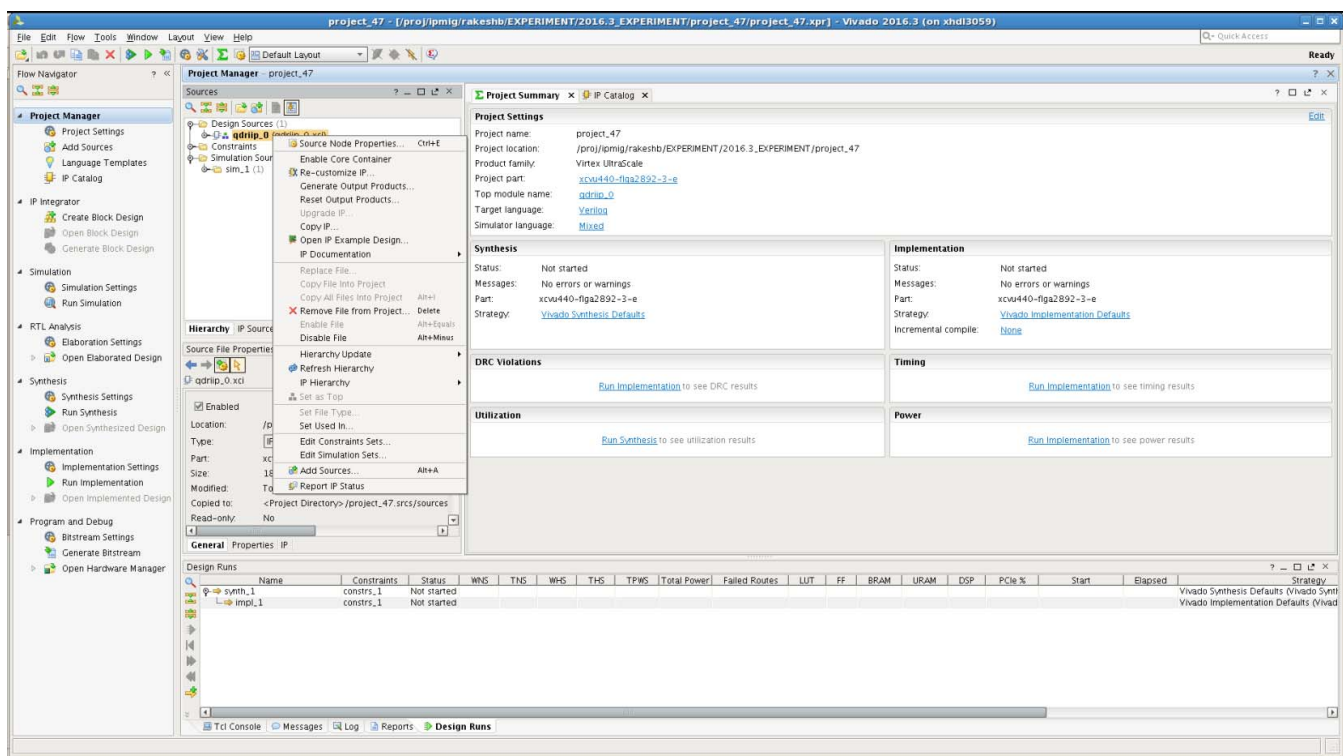 project_47 - [/proj/ipmig/rakeshb/EXPERIMENT/2016.3_EXPERIMENT/project_47/project_47.xpr] - Vivado 2016.3 (on xhdl3059)
File Edit Flow Tools Window Layout View Help
Quick Access
Default Layout
Ready
Flow Navigator
Project Manager
Project Settings
Add Sources
Language Templates
IP Catalog
IP Integrator
Create Block Design
Open Block Design
Generate Block Design
Simulation
Simulation Settings
Run Simulation
RTL Analysis
Elaboration Settings
Open Elaborated Design
Synthesis
Synthesis Settings
Run Synthesis
Open Synthesized Design
Implementation
Implementation Settings
Run Implementation
Open Implemented Design
Program and Debug
Bitstream Settings
Generate Bitstream
Open Hardware Manager
Project Manager - project_47
Sources
Design Sources (1)
qdriip_0 (qdriip_0.xci)
Constraints
Simulation Sour
sim_1 (1)
Hierarchy IP Source
Source Node Properties... Ctrl+E
Enable Core Container
Re-customize IP...
Generate Output Products...
Reset Output Products...
Upgrade IP...
Copy IP...
Open IP Example Design...
IP Documentation
Replace File...
Copy File Into Project
Copy All Files Into Project Alt+I
Remove File from Project... Delete
Enable File Alt+Equals
Disable File Alt+Minus
Hierarchy Update
Refresh Hierarchy
IP Hierarchy
Set as Top
Set File Type...
Set Used In...
Edit Constraints Sets...
Edit Simulation Sets...
Add Sources... Alt+A
Report IP Status
Source File Properties
qdriip_0.xci
Enabled
Location: /p
Type: IP
Part: xc
Size: 18
Modified: To
Copied to: <Project Directory>/project_47.srcs/sources
Read-only: No
General Properties IP
Project Summary IP Catalog
Project Settings Edit
Project name: project_47
Project location: /proj/ipmig/rakeshb/EXPERIMENT/2016.3_EXPERIMENT/project_47
Product family: Virtex UltraScale
Project part: xcvu440-flga2892-3-e
Top module name: qdriip_0
Target language: Verilog
Simulator language: Mixed
Synthesis
Status: Not started
Messages: No errors or warnings
Part: xcvu440-flga2892-3-e
Strategy: Vivado Synthesis Defaults
Implementation
Status: Not started
Messages: No errors or warnings
Part: xcvu440-flga2892-3-e
Strategy: Vivado Implementation Defaults
Incremental compile: None
DRC Violations
Run Implementation to see DRC results
Timing
Run Implementation to see timing results
Utilization
Run Synthesis to see utilization results
Power
Run Implementation to see power results
Design Runs
Name Constraints Status WNS TNS WHS THS TPWS Total Power Failed Routes LUT FF BRAM URAM DSP PCIe % Start Elapsed Strategy
synth_1 constrs_1 Not started Vivado Synthesis Defaults (Vivado Synth
impl_1 constrs_1 Not started Vivado Implementation Defaults (Vivad
Tcl Console Messages Log Reports Design Runs